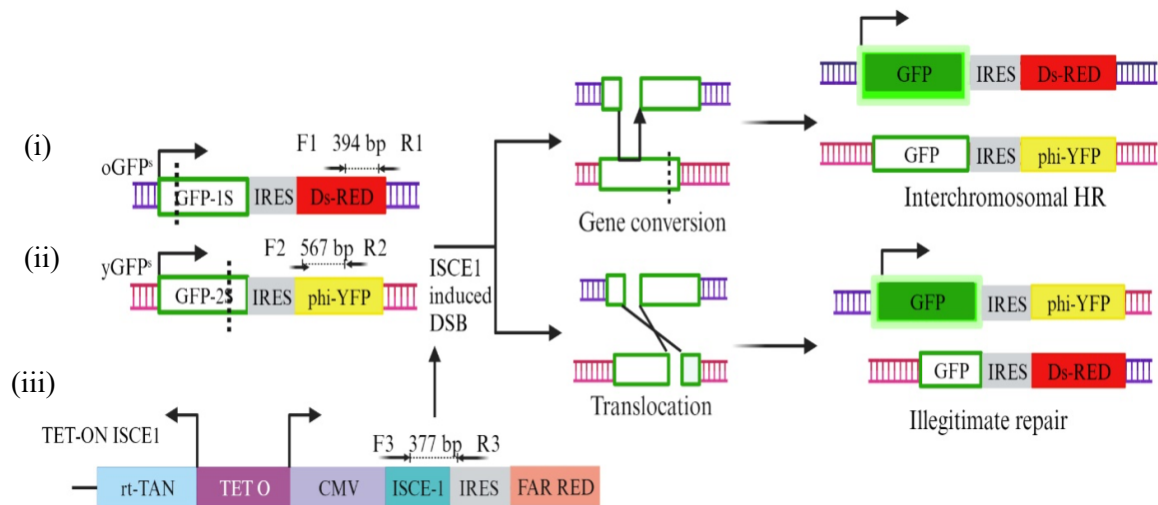 (i)
oGFPˢ
F1 394 bp R1
GFP-1S IRES Ds-RED
(ii)
yGFPˢ
F2 567 bp R2
GFP-2S IRES phi-YFP
ISCE1
induced
DSB
(iii)
TET-ON ISCE1
F3 377 bp R3
rt-TAN TET O CMV ISCE-1 IRES FAR RED
Gene conversion
Translocation
GFP IRES Ds-RED
GFP IRES phi-YFP
Interchromosomal HR
GFP IRES phi-YFP
GFP IRES Ds-RED
Illegitimate repair